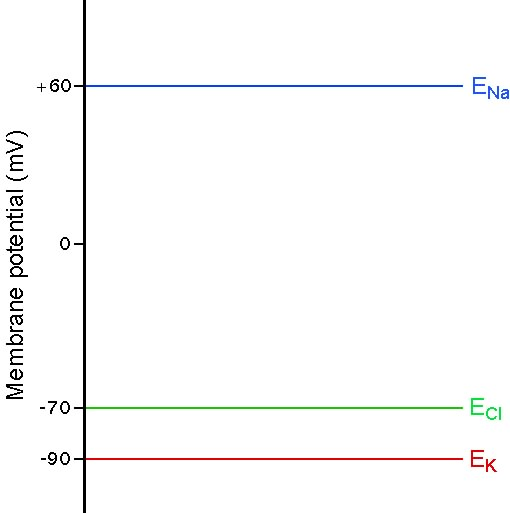 Membrane potential (mV)
+60
0
-70
-90
E_Na
E_Cl
E_K